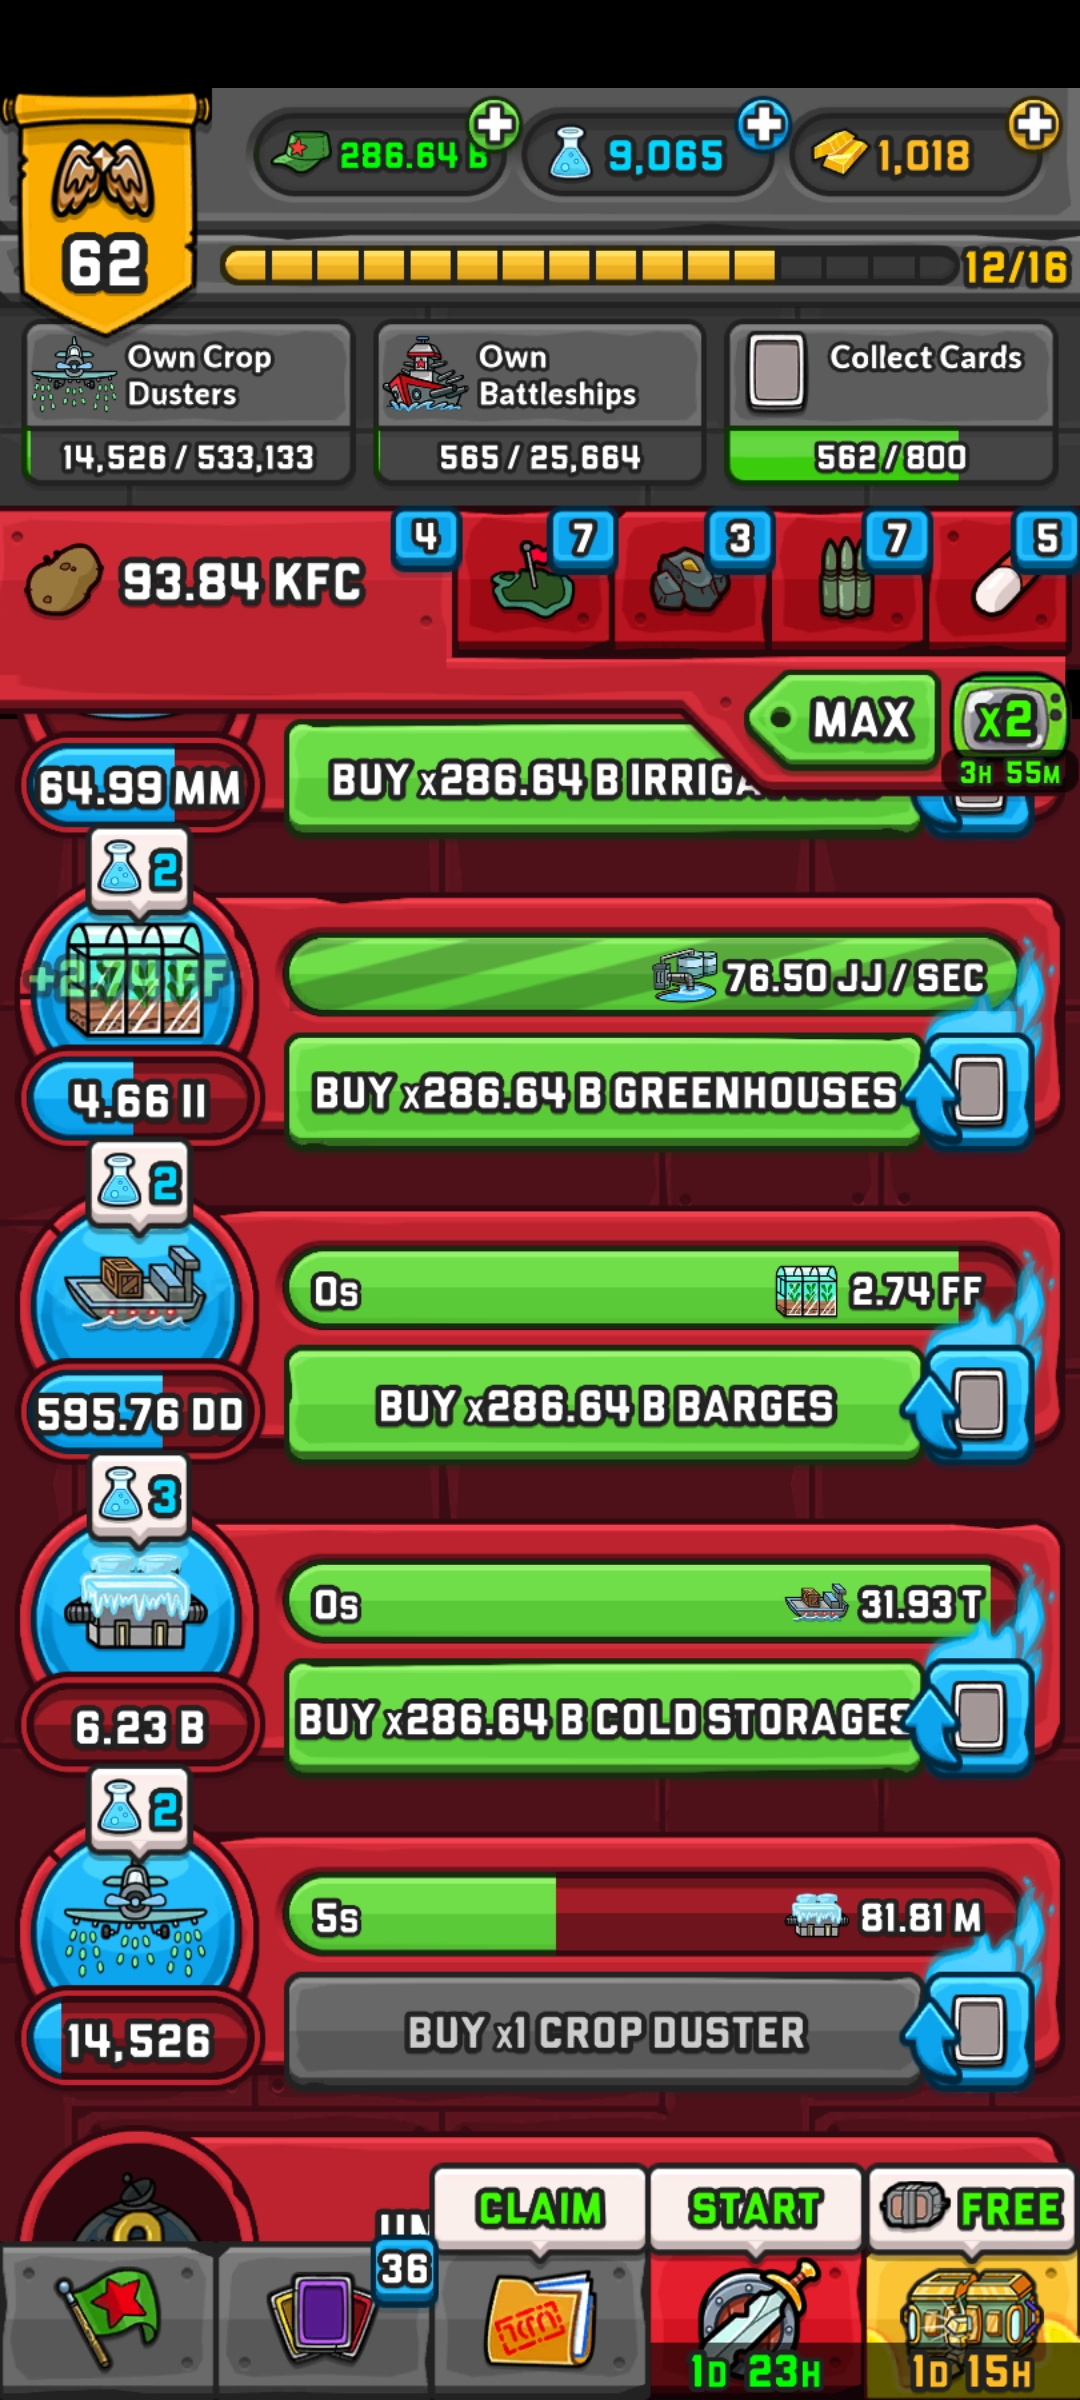 286.64 B
9,065
1,018
62
12/16
Own Crop
Dusters
14,526 / 533,133
Own
Battleships
565 / 25,664
Collect Cards
562 / 800
93.84 KFC
4
7
3
7
5
MAX
x2
3H 55M
64.99 MM
BUY x286.64 B
2
+2.74 FF
76.50 JJ / SEC
4.66 II
BUY x286.64 B GREENHOUSES
2
0s
2.74 FF
595.76 DD
BUY x286.64 B BARGES
3
0s
31.93 T
6.23 B
BUY x286.64 B COLD STORAGES
2
5s
81.81 M
14,526
BUY x1 CROP DUSTER
CLAIM
START
FREE
36
1D 23H
1D 15H